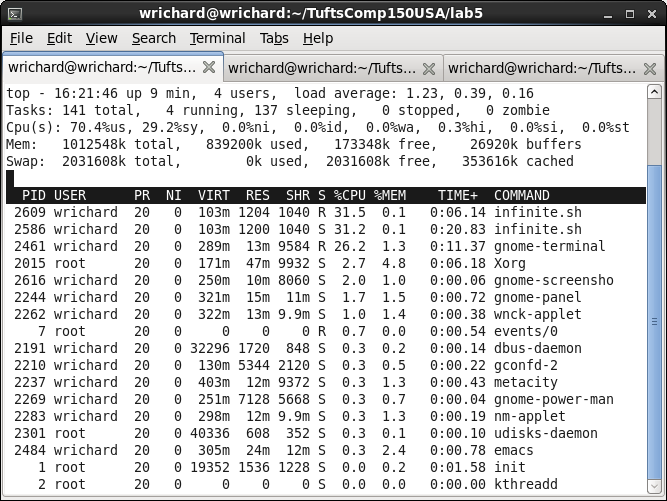 wrichard@wrichard:~/TuftsComp150USA/lab5
File Edit View Search Terminal Tabs Help
wrichard@wrichard:~/Tufts... wrichard@wrichard:~/Tufts... wrichard@wrichard:~/Tufts...
top - 16:21:46 up 9 min,  4 users,  load average: 1.23, 0.39, 0.16
Tasks: 141 total,   4 running, 137 sleeping,   0 stopped,   0 zombie
Cpu(s): 70.4%us, 29.2%sy,  0.0%ni,  0.0%id,  0.0%wa,  0.3%hi,  0.0%si,  0.0%st
Mem:   1012548k total,   839200k used,   173348k free,    26920k buffers
Swap:  2031608k total,        0k used,  2031608k free,   353616k cached
PID USER      PR  NI  VIRT  RES  SHR S %CPU %MEM    TIME+  COMMAND
2609 wrichard  20   0  103m 1204 1040 R 31.5  0.1   0:06.14 infinite.sh
2586 wrichard  20   0  103m 1200 1040 S 31.2  0.1   0:20.83 infinite.sh
2461 wrichard  20   0  289m  13m 9584 R 26.2  1.3   0:11.37 gnome-terminal
2015 root      20   0  171m  47m 9932 S  2.7  4.8   0:06.18 Xorg
2616 wrichard  20   0  250m  10m 8060 S  2.0  1.0   0:00.06 gnome-screensho
2244 wrichard  20   0  321m  15m  11m S  1.7  1.5   0:00.72 gnome-panel
2262 wrichard  20   0  322m  13m 9.9m S  1.0  1.4   0:00.38 wnck-applet
7 root      20   0     0    0    0 R  0.7  0.0   0:00.54 events/0
2191 wrichard  20   0 32296 1720  848 S  0.3  0.2   0:00.14 dbus-daemon
2210 wrichard  20   0  130m 5344 2120 S  0.3  0.5   0:00.22 gconfd-2
2237 wrichard  20   0  403m  12m 9372 S  0.3  1.3   0:00.43 metacity
2269 wrichard  20   0  251m 7128 5668 S  0.3  0.7   0:00.04 gnome-power-man
2283 wrichard  20   0  298m  12m 9.9m S  0.3  1.3   0:00.19 nm-applet
2301 root      20   0 40336  608  352 S  0.3  0.1   0:00.10 udisks-daemon
2484 wrichard  20   0  305m  24m  12m S  0.3  2.4   0:00.78 emacs
1 root      20   0 19352 1536 1228 S  0.0  0.2   0:01.58 init
2 root      20   0     0    0    0 S  0.0  0.0   0:00.00 kthreadd